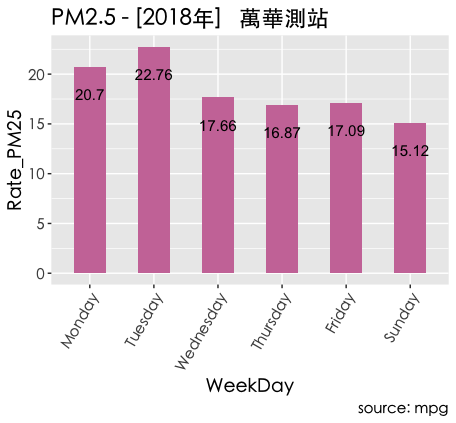 PM2.5 - [2018年] 萬華測站
Rate_PM25
20
15
10
5
0
20.7
22.76
17.66
16.87
17.09
15.12
Monday
Tuesday
Wednesday
Thursday
Friday
Sunday
WeekDay
source: mpg